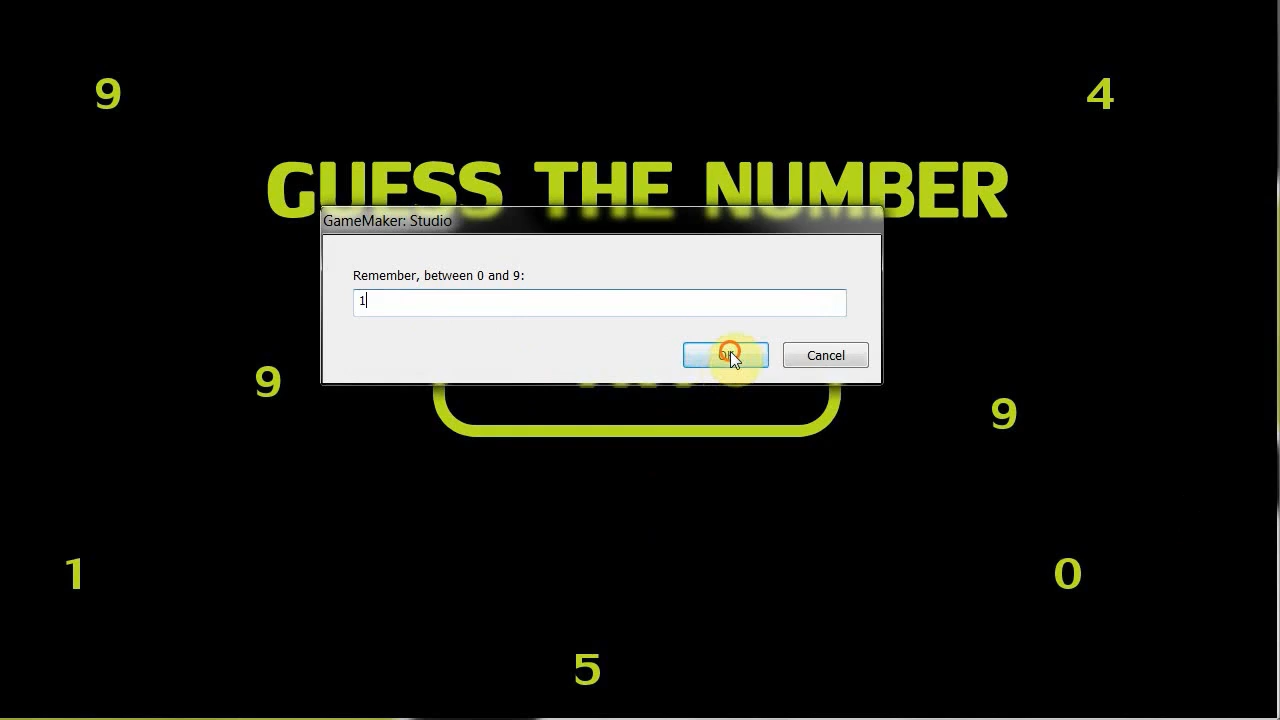 9
4
GUESS THE NUMBER
GameMaker: Studio
Remember, between 0 and 9:
1
Cancel
9
9
1
0
5